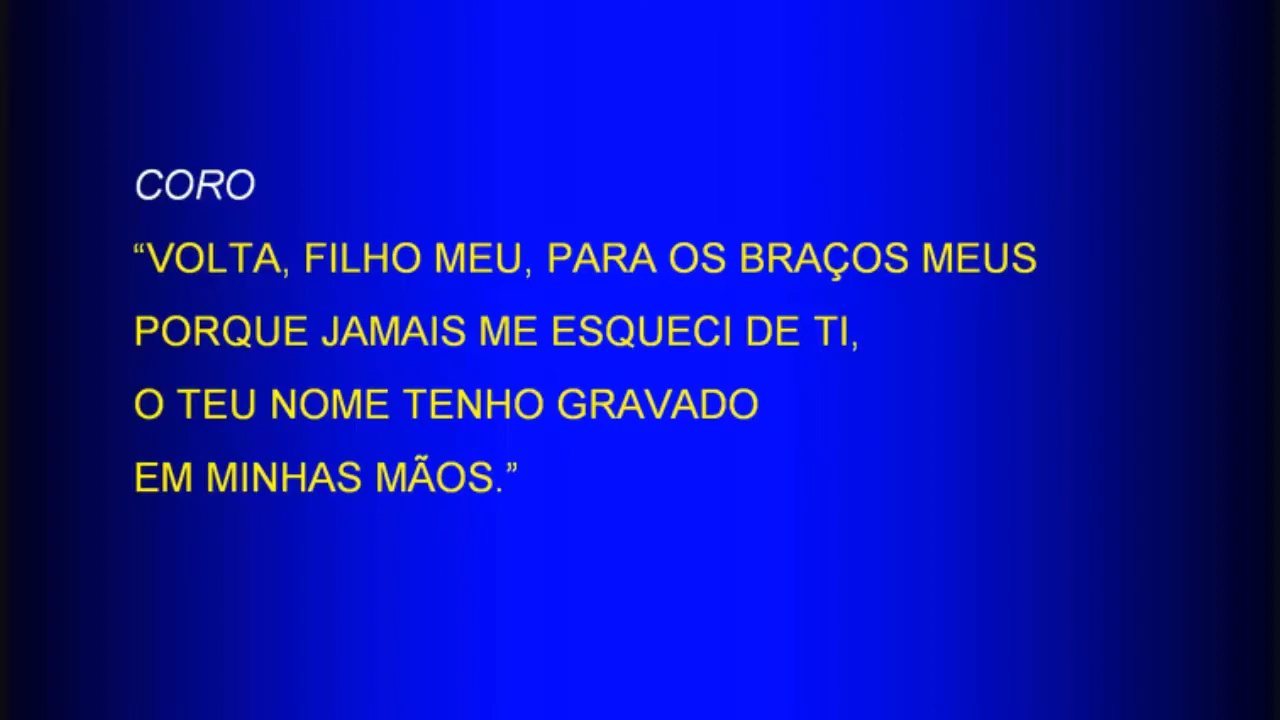 CORO
“VOLTA, FILHO MEU, PARA OS BRAÇOS MEUS
PORQUE JAMAIS ME ESQUECI DE TI,
O TEU NOME TENHO GRAVADO
EM MINHAS MÃOS.”